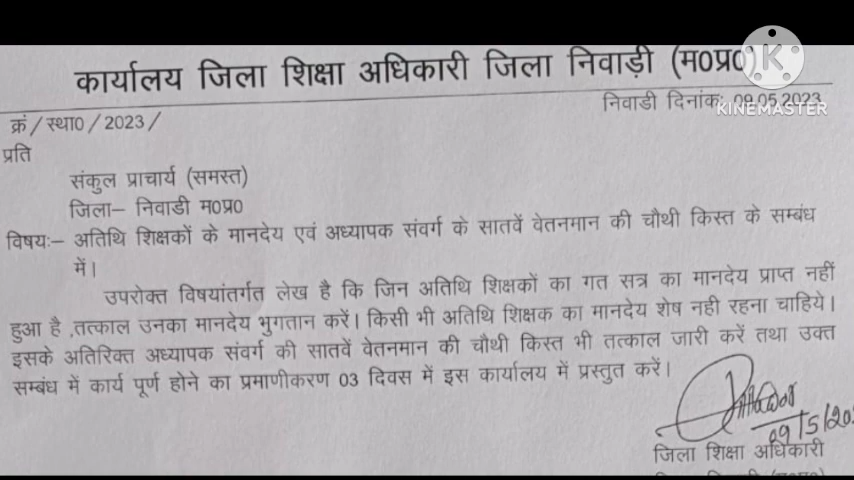 कार्यालय जिला शिक्षा अधिकारी जिला निवाड़ी (म0प्र0)
K
KINEMASTER
निवाडी दिनांकः 09.05.2023
क्रं / स्था0 / 2023 /
प्रति
संकुल प्राचार्य (समस्त)
जिला– निवाडी म0प्र0
विषयः– अतिथि शिक्षकों के मानदेय एवं अध्यापक संवर्ग के सातवें वेतनमान की चौथी किस्त के सम्बंध
में।
उपरोक्त विषयांतर्गत लेख है कि जिन अतिथि शिक्षकों का गत सत्र का मानदेय प्राप्त नहीं
हुआ है ,तत्काल उनका मानदेय भुगतान करें। किसी भी अतिथि शिक्षक का मानदेय शेष नही रहना चाहिये।
इसके अतिरिक्त अध्यापक संवर्ग की सातवें वेतनमान की चौथी किस्त भी तत्काल जारी करें तथा उक्त
सम्बंध में कार्य पूर्ण होने का प्रमाणीकरण 03 दिवस में इस कार्यालय में प्रस्तुत करें।
09/5/20
जिला शिक्षा अधिकारी